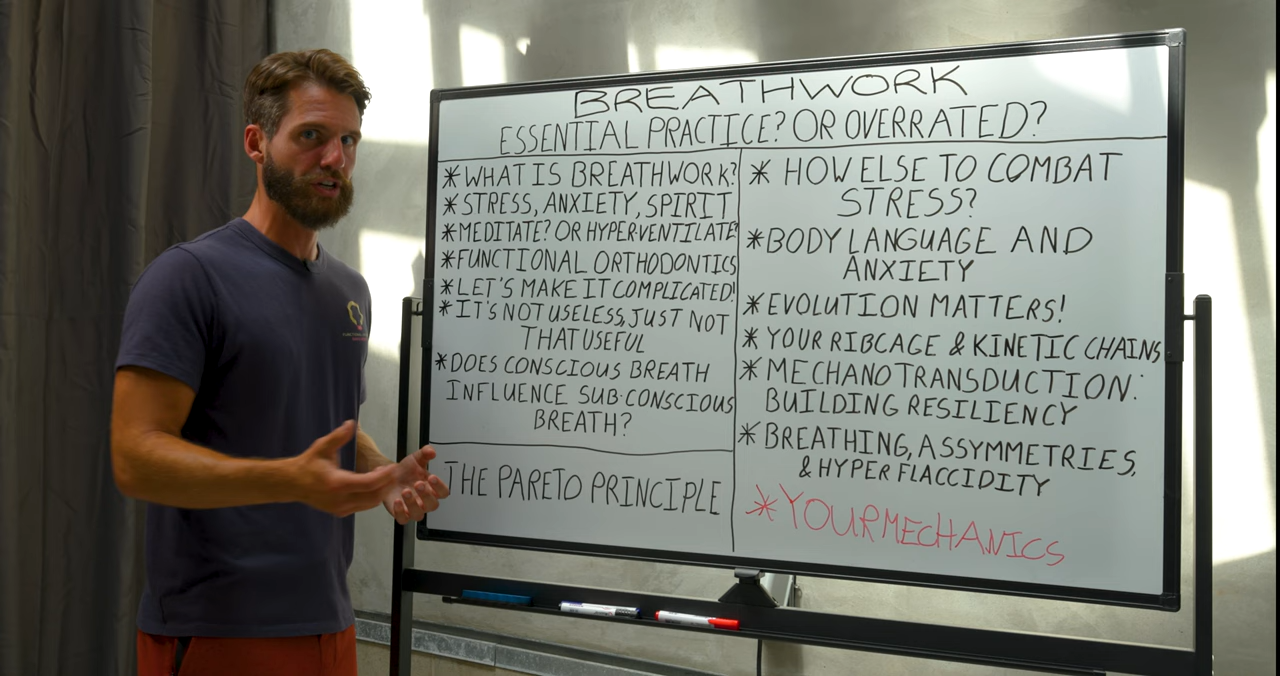 BREATHWORK
ESSENTIAL PRACTICE? OR OVERRATED?
* WHAT IS BREATHWORK?
* STRESS, ANXIETY, SPIRIT
* MEDITATE? OR HYPERVENTILATE?
* FUNCTIONAL ORTHODONTICS
* LET'S MAKE IT COMPLICATED!
* IT'S NOT USELESS, JUST NOT
THAT USEFUL
* DOES CONSCIOUS BREATH
INFLUENCE SUB-CONSCIOUS
BREATH?
THE PARETO PRINCIPLE
* HOW ELSE TO COMBAT
STRESS?
* BODY LANGUAGE AND
ANXIETY
* EVOLUTION MATTERS!
* YOUR RIBCAGE & KINETIC CHAINS
* MECHANOTRANSDUCTION:
BUILDING RESILIENCY
* BREATHING, ASSYMMETRIES,
& HYPER FLACCIDITY
* YOUR MECHANICS